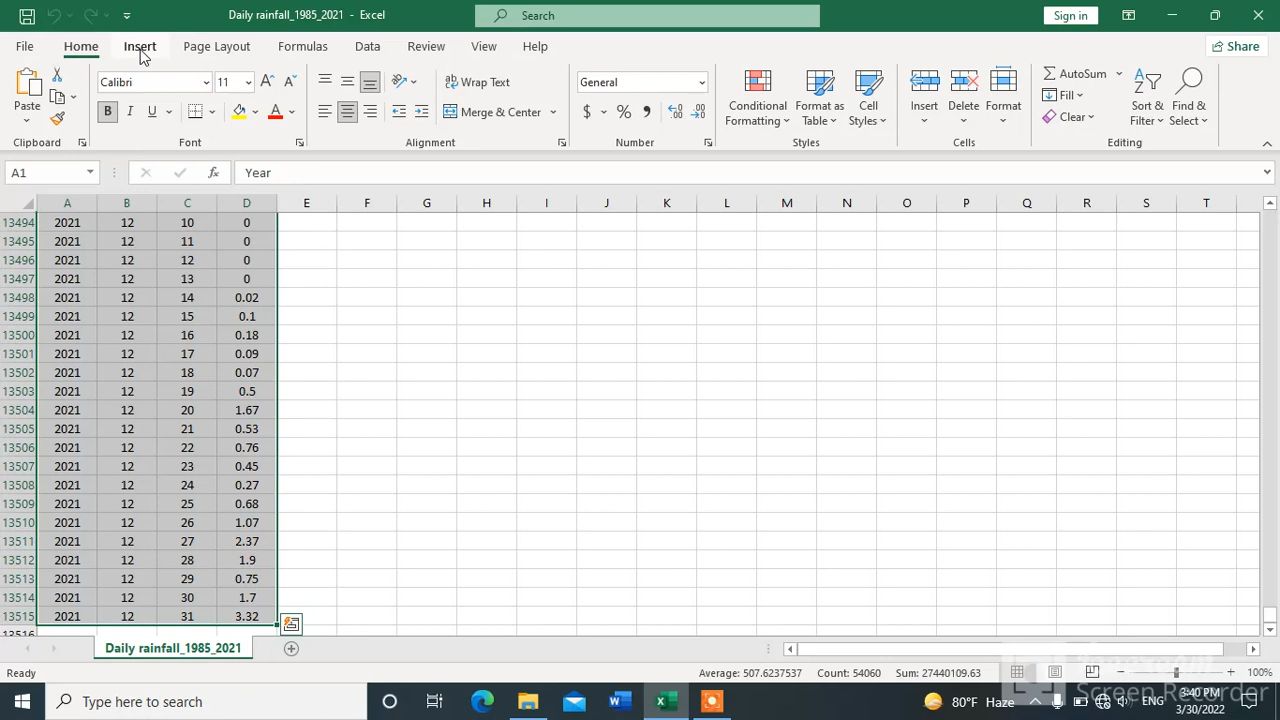 Daily rainfall_1985_2021 - Excel
Search
Sign in
File Home Insert Page Layout Formulas Data Review View Help
Share
Paste
Calibri 11
B I U
Wrap Text
Merge & Center
General
$ %
Conditional Formatting
Format as Table
Cell Styles
Insert
Delete
Format
AutoSum
Fill
Clear
Sort & Filter
Find & Select
Clipboard Font Alignment Number Styles Cells Editing
A1 fx Year
A B C D E F G H I J K L M N O P Q R S T
13494 2021 12 10 0
13495 2021 12 11 0
13496 2021 12 12 0
13497 2021 12 13 0
13498 2021 12 14 0.02
13499 2021 12 15 0.1
13500 2021 12 16 0.18
13501 2021 12 17 0.09
13502 2021 12 18 0.07
13503 2021 12 19 0.5
13504 2021 12 20 1.67
13505 2021 12 21 0.53
13506 2021 12 22 0.76
13507 2021 12 23 0.45
13508 2021 12 24 0.27
13509 2021 12 25 0.68
13510 2021 12 26 1.07
13511 2021 12 27 2.37
13512 2021 12 28 1.9
13513 2021 12 29 0.75
13514 2021 12 30 1.7
13515 2021 12 31 3.32
13516
Daily rainfall_1985_2021
Ready Average: 507.6237537 Count: 54060 Sum: 27440109.63 100%
Screen Recorder
Type here to search
80°F Haze
ENG
3:40 PM
3/30/2022